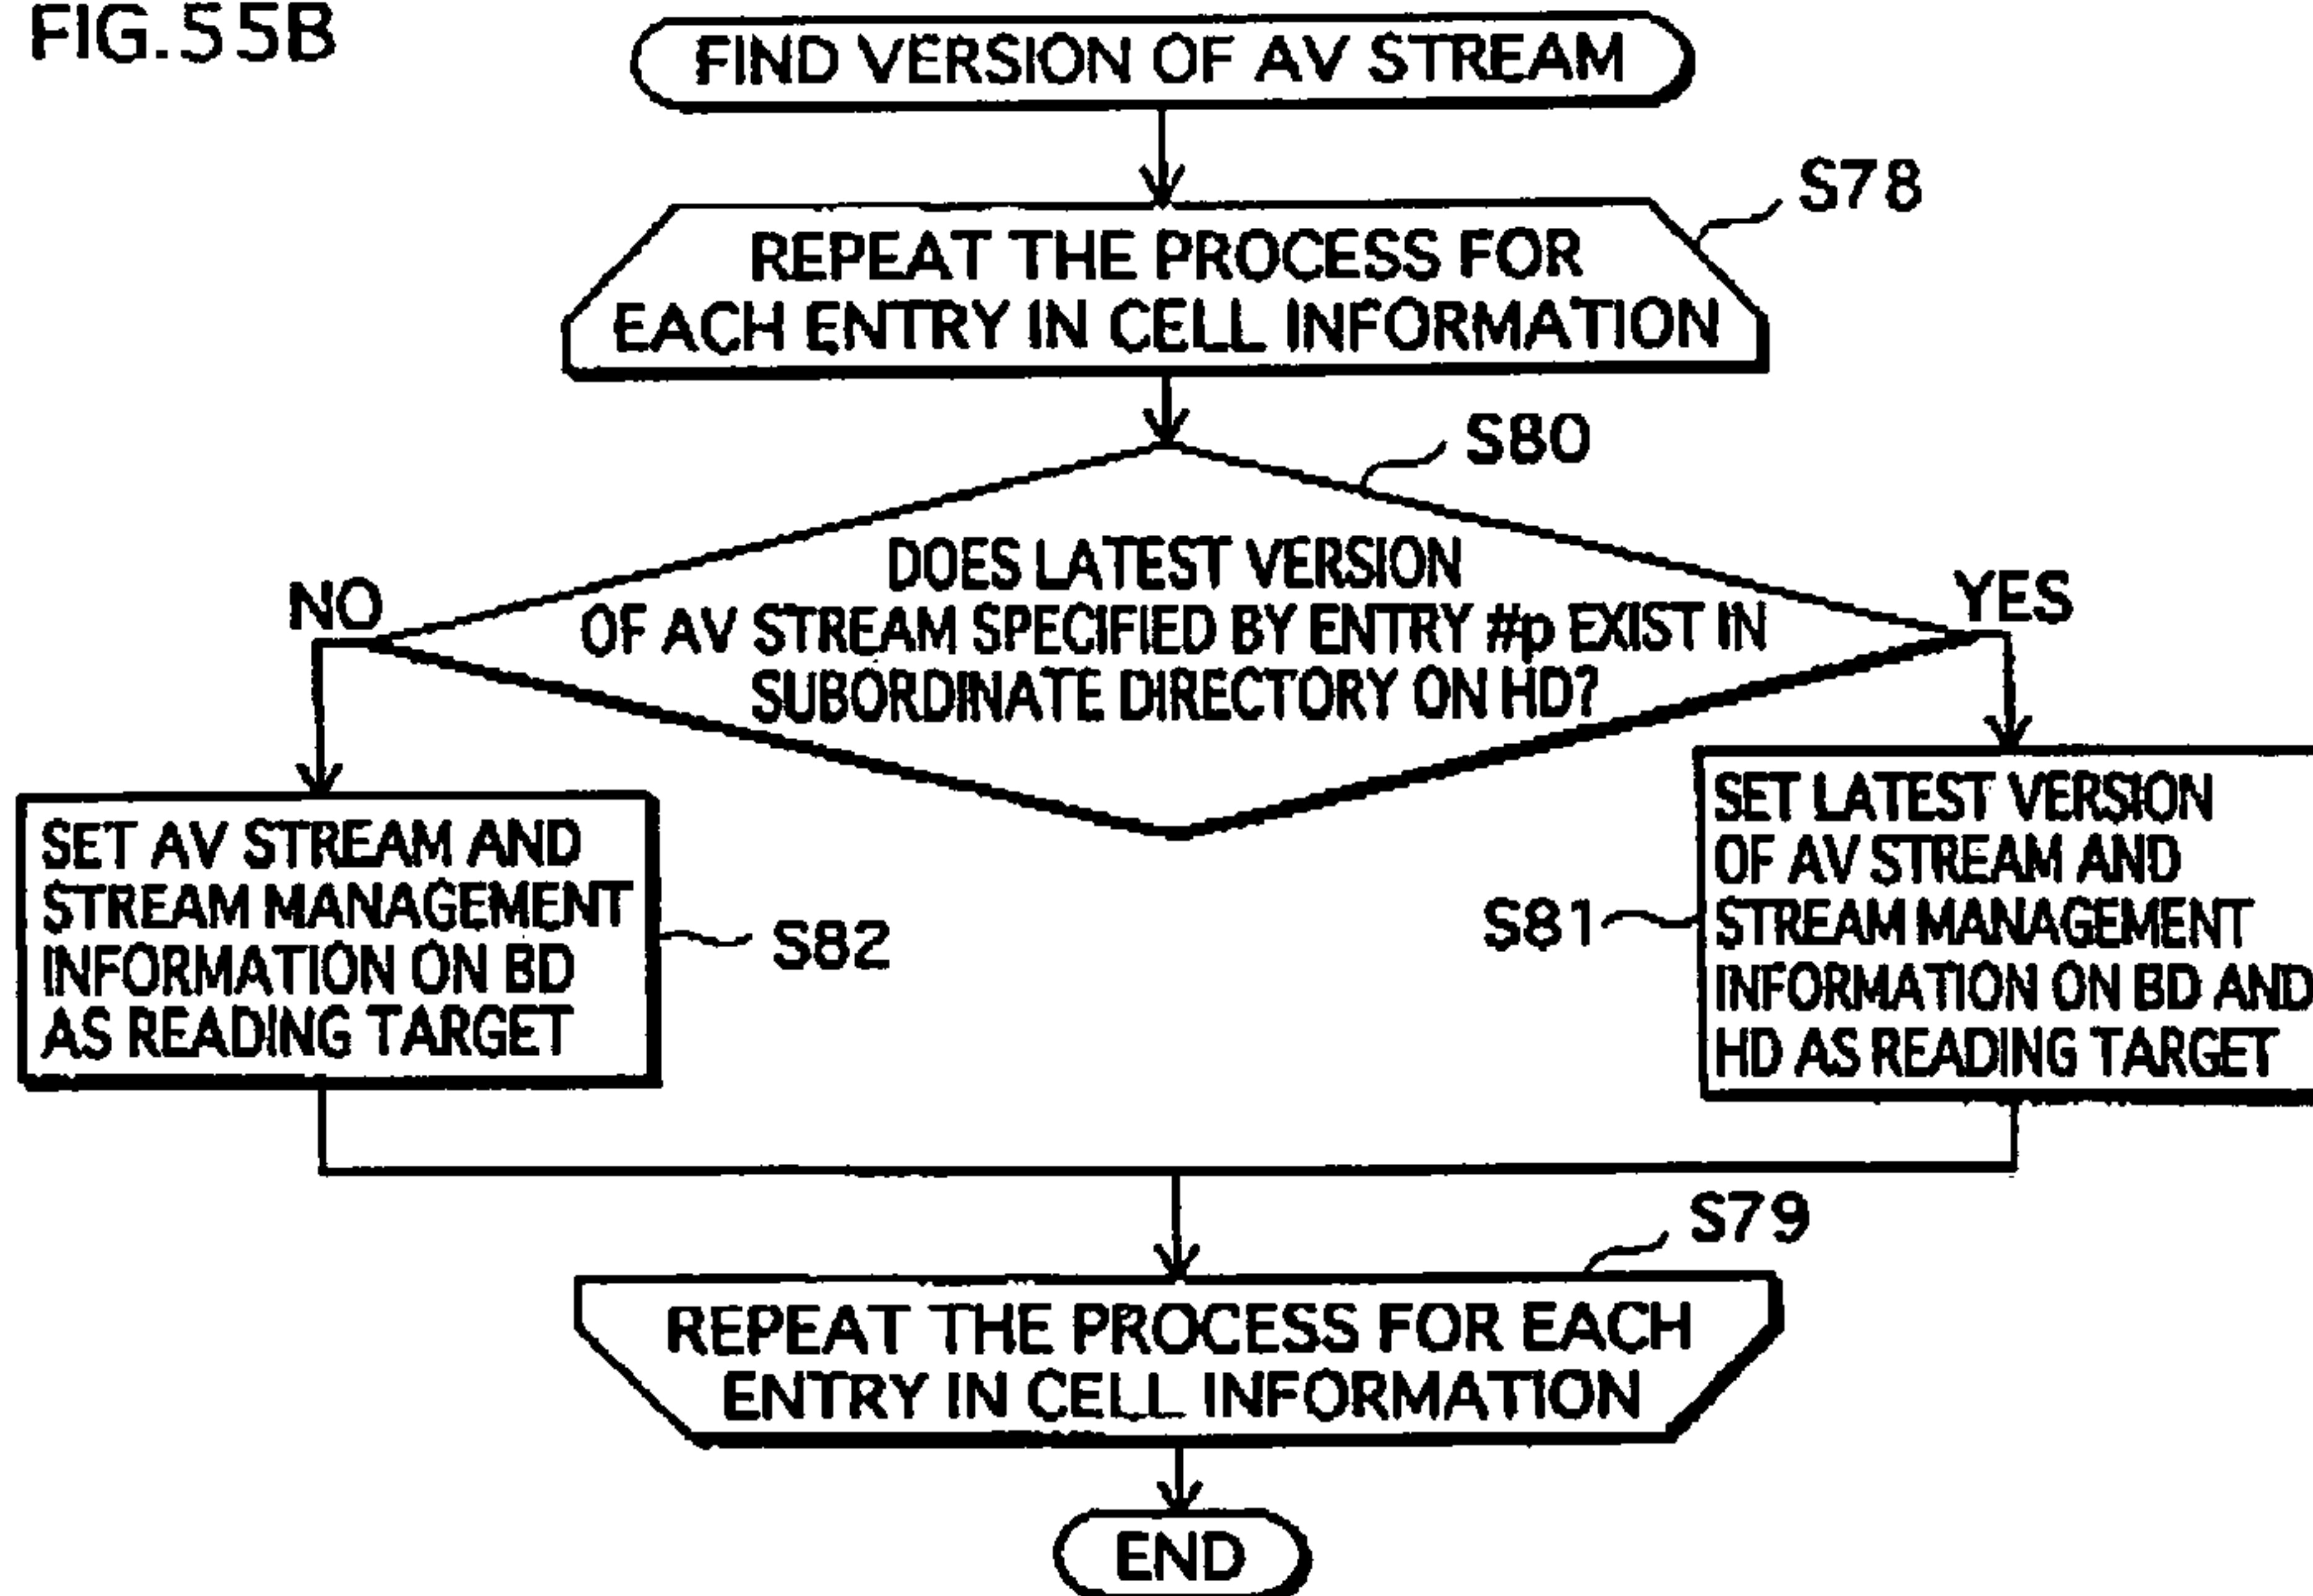 FIG.55B
FIND VERSION OF AV STREAM
S78
REPEAT THE PROCESS FOR
EACH ENTRY IN CELL INFORMATION
S80
DOES LATEST VERSION
OF AV STREAM SPECIFIED BY ENTRY #p EXIST IN
SUBORDINATE DIRECTORY ON HD?
NO
YES
SET AV STREAM AND
STREAM MANAGEMENT
INFORMATION ON BD
AS READING TARGET
S82
S81
SET LATEST VERSION
OF AV STREAM AND
STREAM MANAGEMENT
INFORMATION ON BD AND
HD AS READING TARGET
S79
REPEAT THE PROCESS FOR EACH
ENTRY IN CELL INFORMATION
END